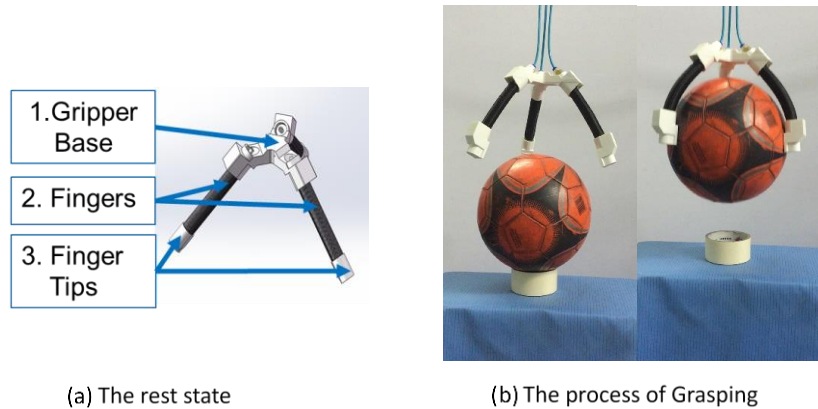 1.Gripper
Base
2. Fingers
3. Finger
Tips
(a) The rest state
(b) The process of Grasping